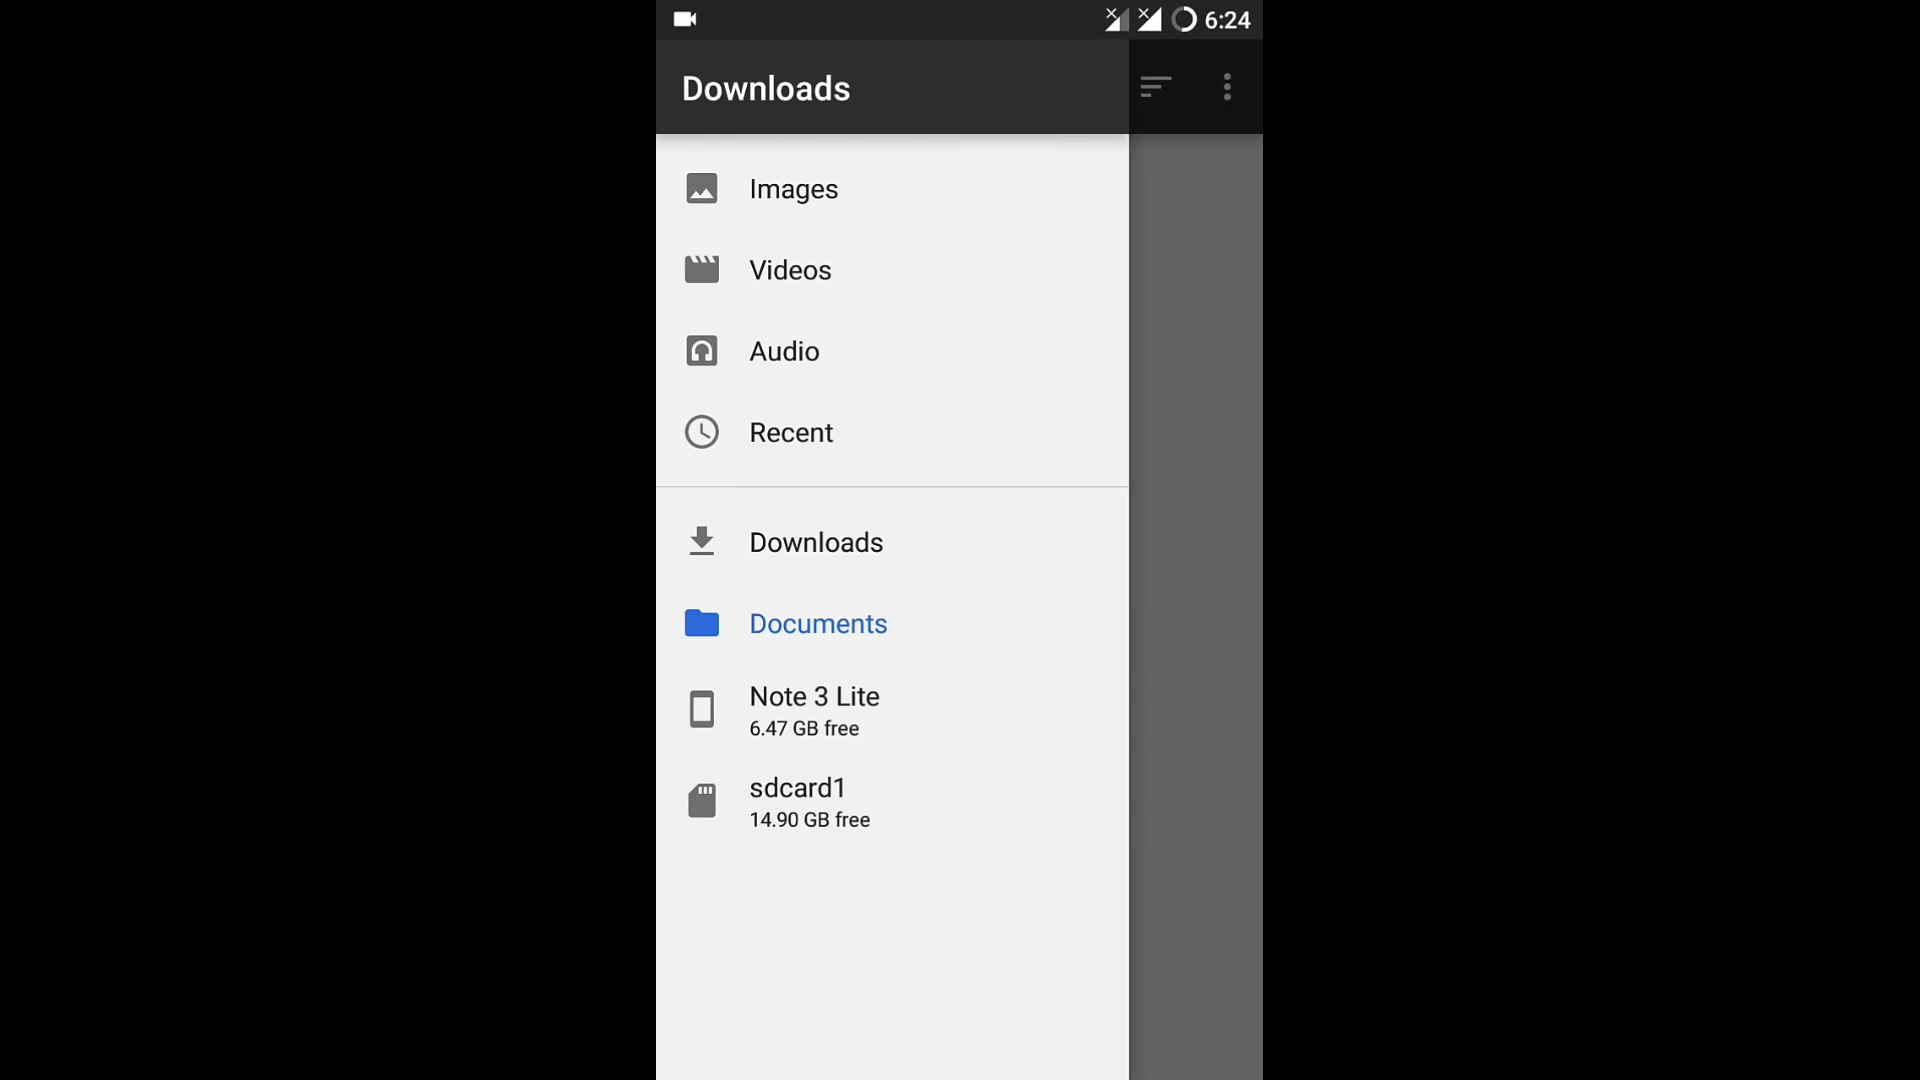 6:24
Downloads
Images
Videos
Audio
Recent
Downloads
Documents
Note 3 Lite
6.47 GB free
sdcard1
14.90 GB free